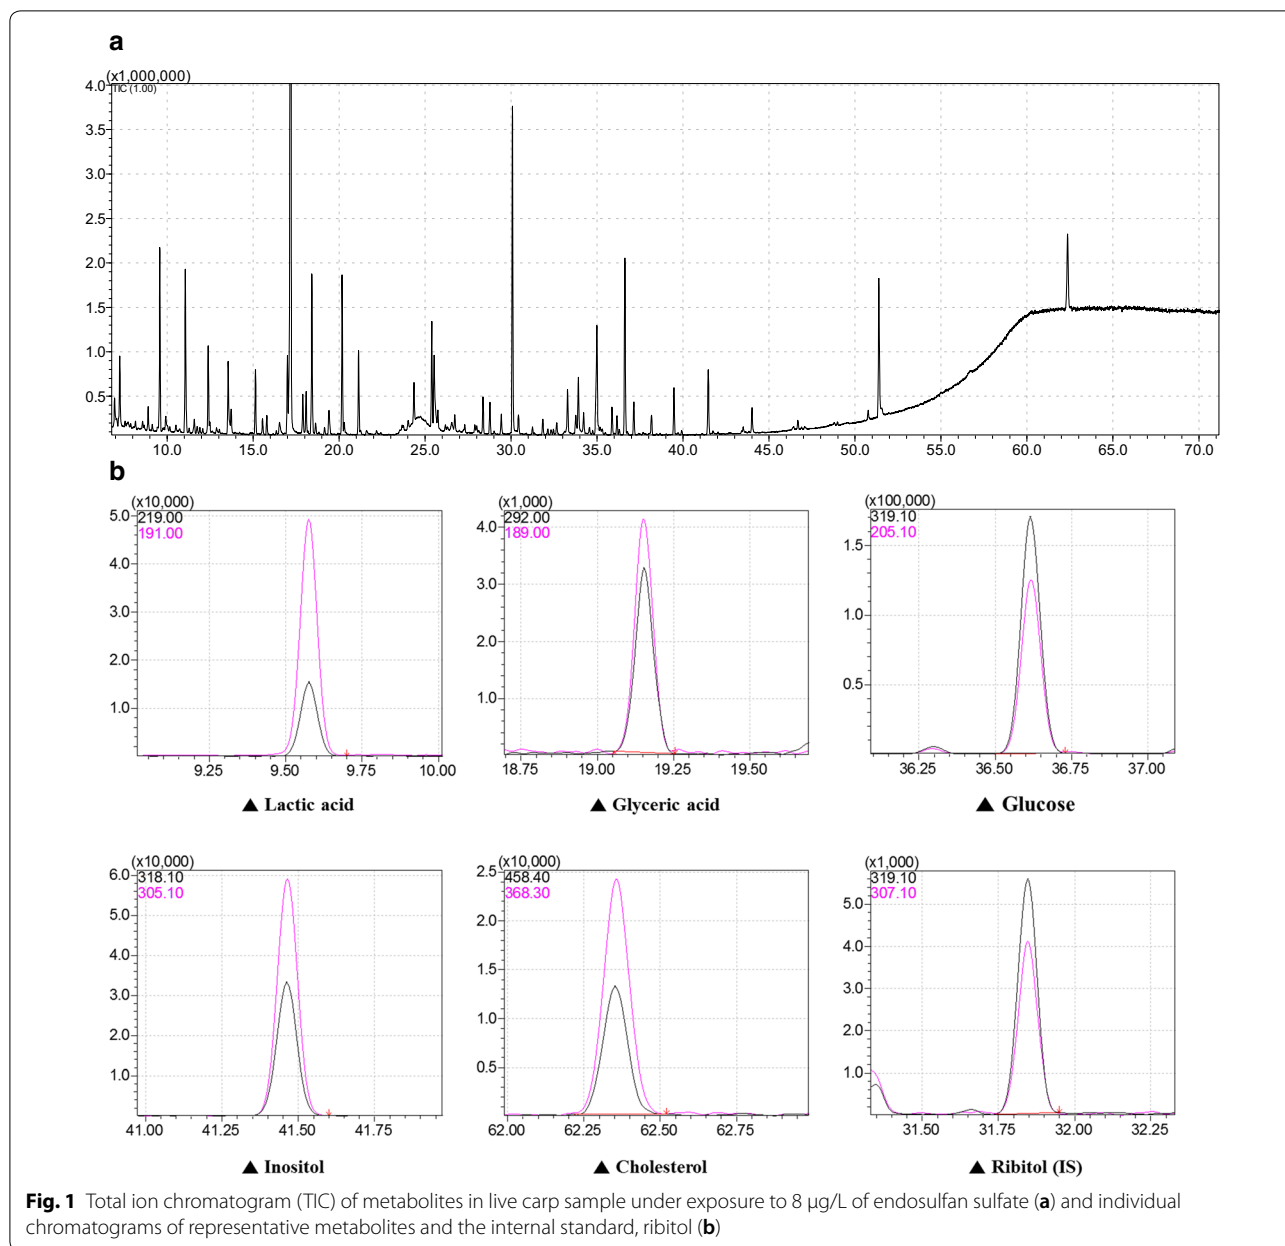 a
(x1,000,000)
TIC (1.00)
4.0
3.5
3.0
2.5
2.0
1.5
1.0
0.5
10.0 15.0 20.0 25.0 30.0 35.0 40.0 45.0 50.0 55.0 60.0 65.0 70.0
b
(x10,000)
219.00
191.00
5.0
4.0
3.0
2.0
1.0
9.25 9.50 9.75 10.00
▲ Lactic acid
(x1,000)
292.00
189.00
4.0
3.0
2.0
1.0
18.75 19.00 19.25 19.50
▲ Glyceric acid
(x100,000)
319.10
205.10
1.5
1.0
0.5
36.25 36.50 36.75 37.00
▲ Glucose
(x10,000)
318.10
305.10
6.0
5.0
4.0
3.0
2.0
1.0
41.00 41.25 41.50 41.75
▲ Inositol
(x10,000)
458.40
368.30
2.5
2.0
1.5
1.0
0.5
62.00 62.25 62.50 62.75
▲ Cholesterol
(x1,000)
319.10
307.10
5.0
4.0
3.0
2.0
1.0
31.50 31.75 32.00 32.25
▲ Ribitol (IS)
Fig. 1 Total ion chromatogram (TIC) of metabolites in live carp sample under exposure to 8 μg/L of endosulfan sulfate (a) and individual
chromatograms of representative metabolites and the internal standard, ribitol (b)